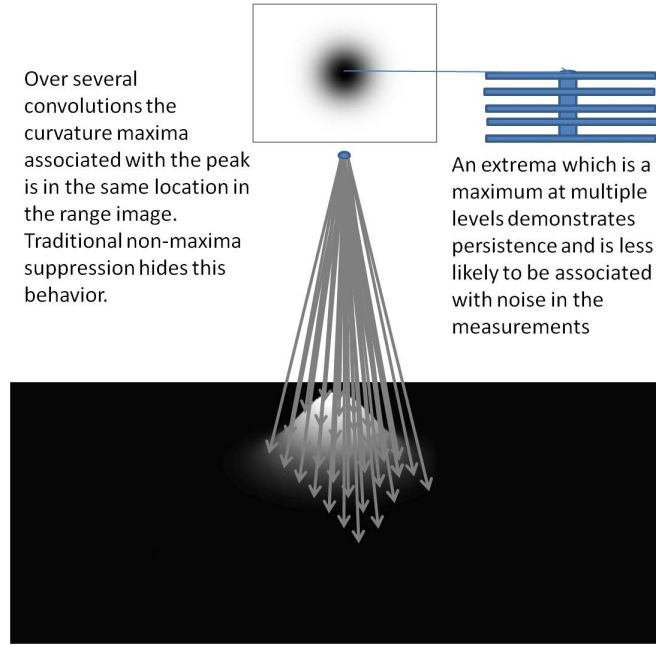 Over several
convolutions the
curvature maxima
associated with the peak
is in the same location in
the range image.
Traditional non-maxima
suppression hides this
behavior.
An extrema which is a
maximum at multiple
levels demonstrates
persistence and is less
likely to be associated
with noise in the
measurements